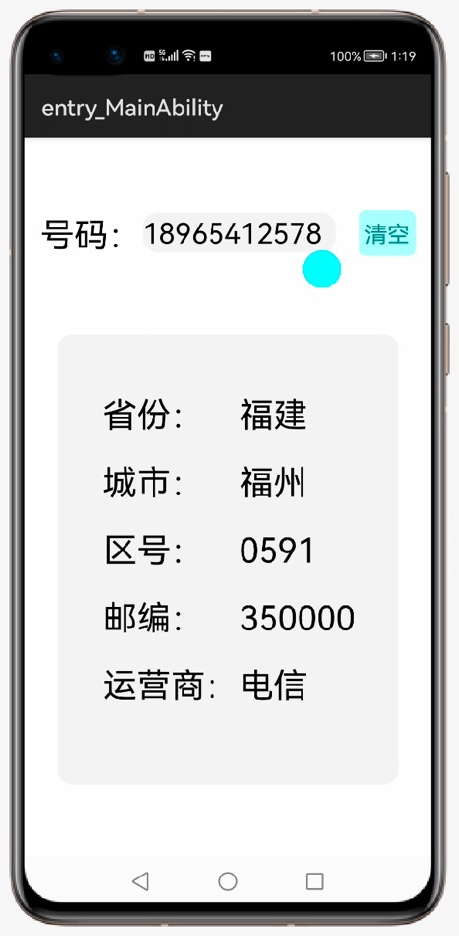 100% 1:19
entry_MainAbility
号码： 18965412578 清空
省份： 福建
城市： 福州
区号： 0591
邮编： 350000
运营商： 电信